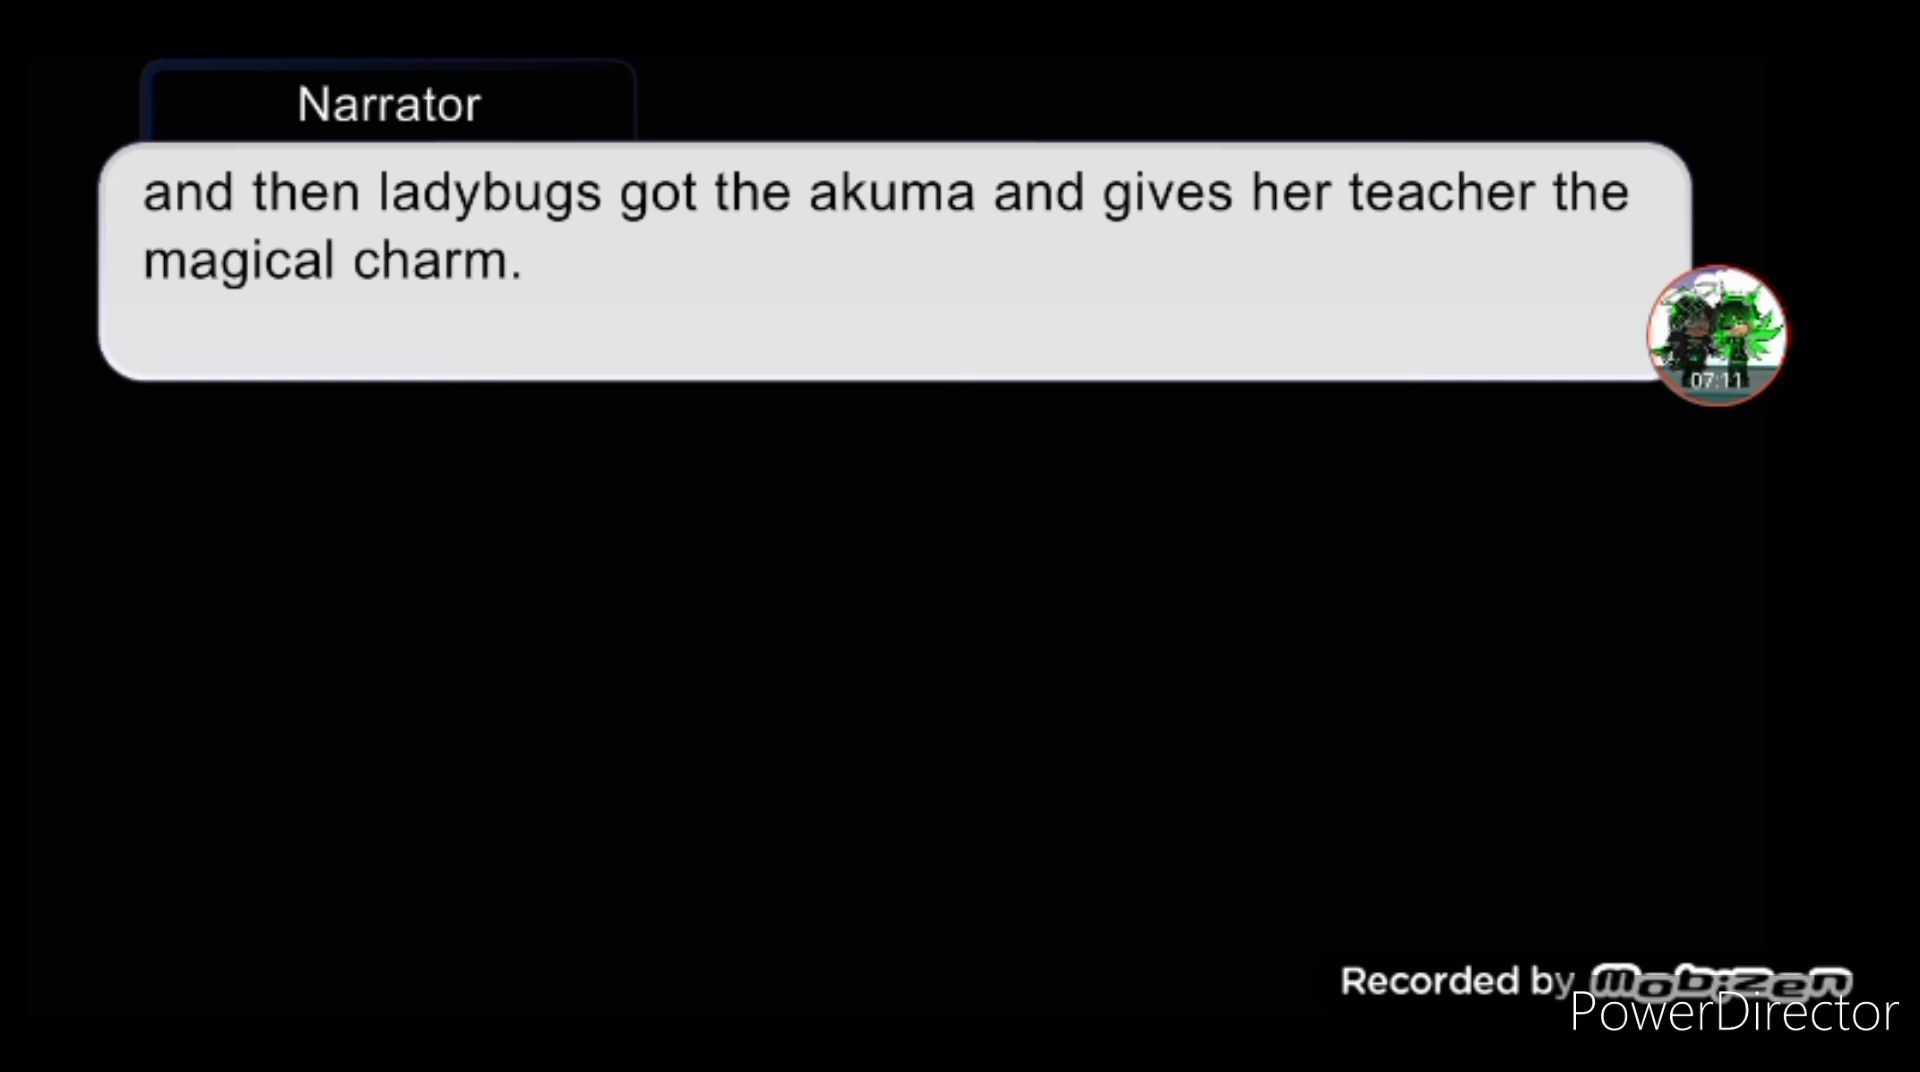 Narrator
and then ladybugs got the akuma and gives her teacher the
magical charm.
07:11
Recorded by Mobizen
PowerDirector